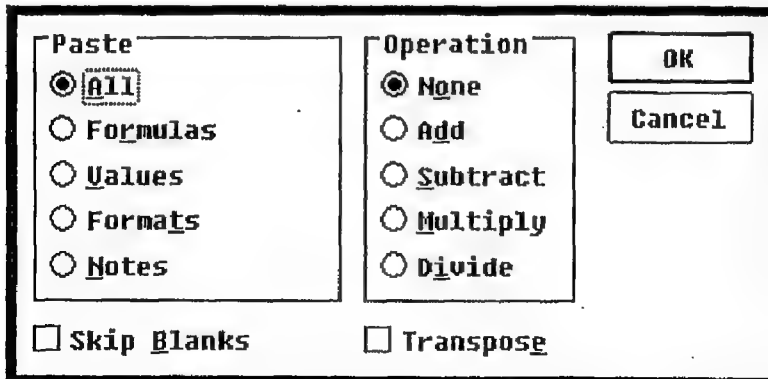 Paste
All
Formulas
Values
Formats
Notes
Operation
None
Add
Subtract
Multiply
Divide
OK
Cancel
Skip Blanks
Transpose